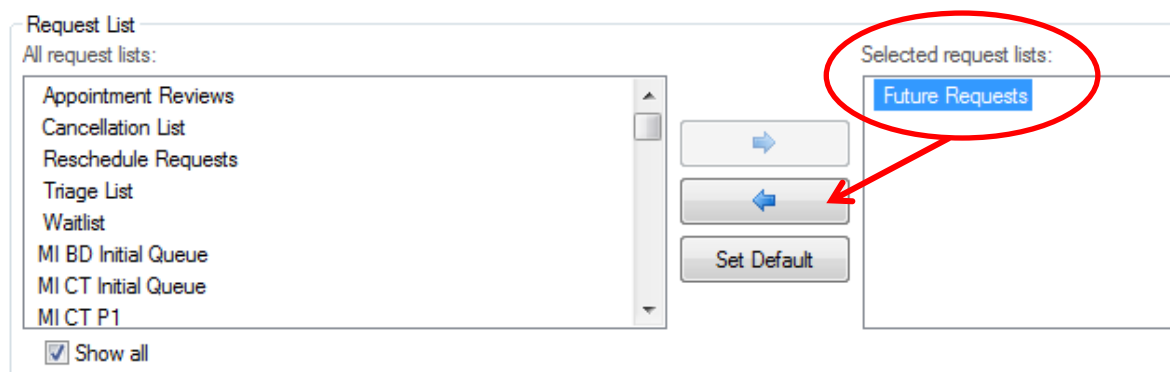 Request List
All request lists:
Selected request lists:
Appointment Reviews
Cancellation List
Reschedule Requests
Triage List
Waitlist
MI BD Initial Queue
MI CT Initial Queue
MI CT P1
Set Default
Future Requests
Show all